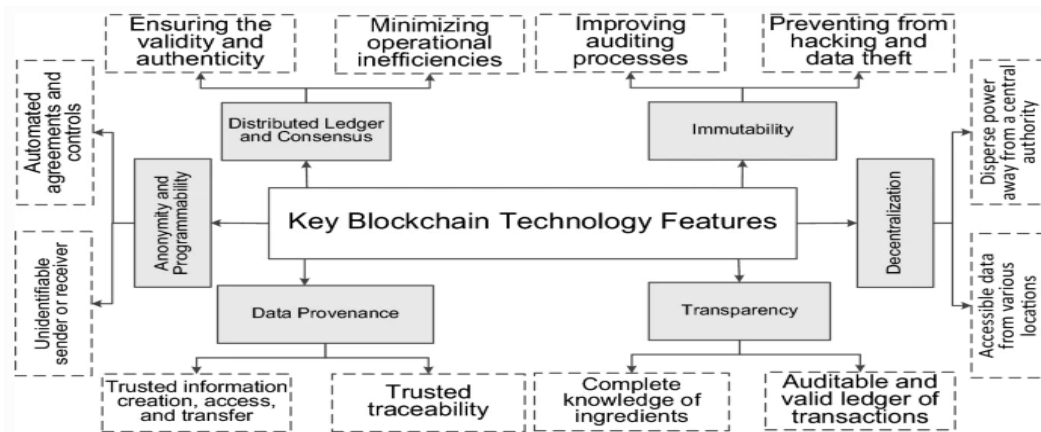 Ensuring the
validity and
authenticity
Minimizing
operational
inefficiencies
Improving
auditing
processes
Preventing from
hacking and
data theft
Automated
agreements and
controls
Distributed Ledger
and Consensus
Immutability
Disperse power
away from a central
authority
Anonymity and
Programmability
Key Blockchain Technology Features
Decentralization
Unidentifiable
sender or receiver
Data Provenance
Transparency
Accessible data
from various
locations
Trusted information
creation, access,
and transfer
Trusted
traceability
Complete
knowledge of
ingredients
Auditable and
valid ledger of
transactions